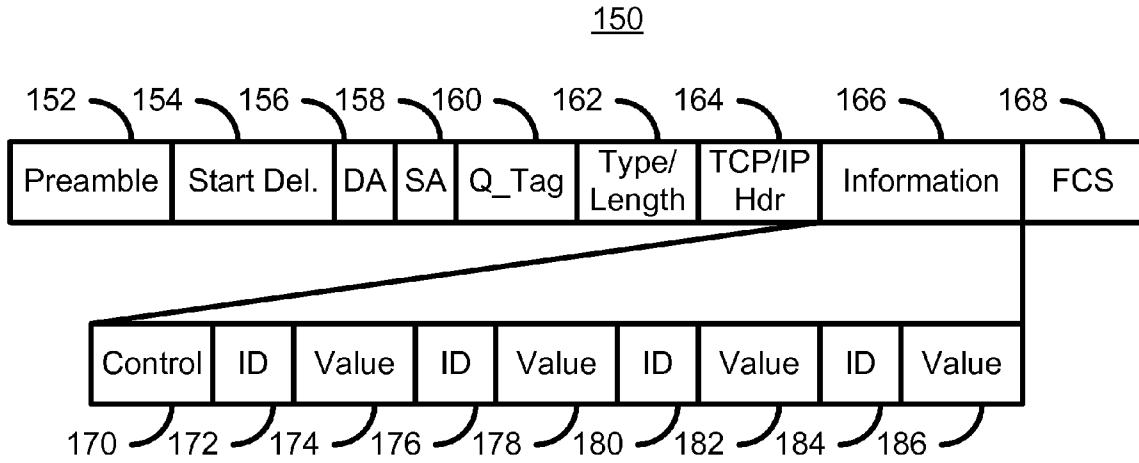 150
152 154 156 158 160 162 164 166 168
Preamble Start Del. DA SA Q_Tag Type/ Length TCP/IP Hdr Information FCS
Control ID Value ID Value ID Value ID Value
170 172 174 176 178 180 182 184 186